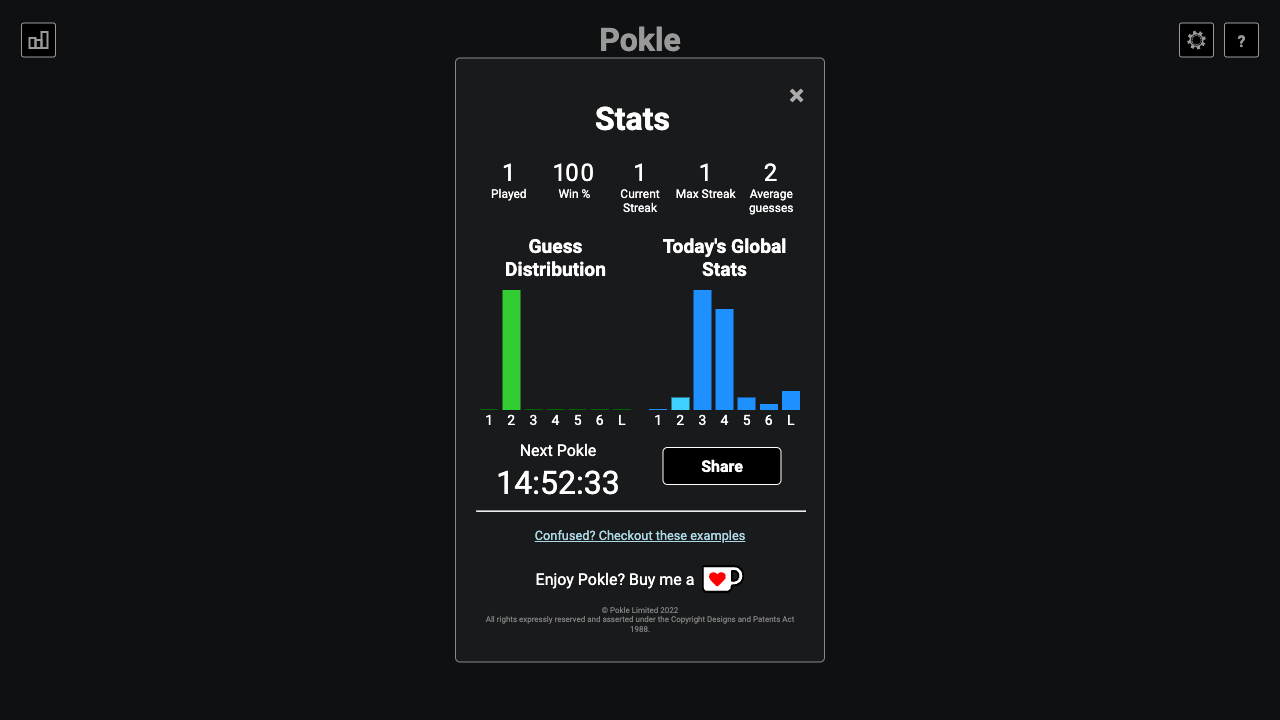 Pokle
?
Stats
1
Played
100
Win %
1
Current
Streak
1
Max Streak
2
Average
guesses
Guess
Distribution
1 2 3 4 5 6 L
Today's Global
Stats
1 2 3 4 5 6 L
Next Pokle
14:52:33
Share
Confused? Checkout these examples
Enjoy Pokle? Buy me a
© Pokle Limited 2022
All rights expressly reserved and asserted under the Copyright Designs and Patents Act
1988.